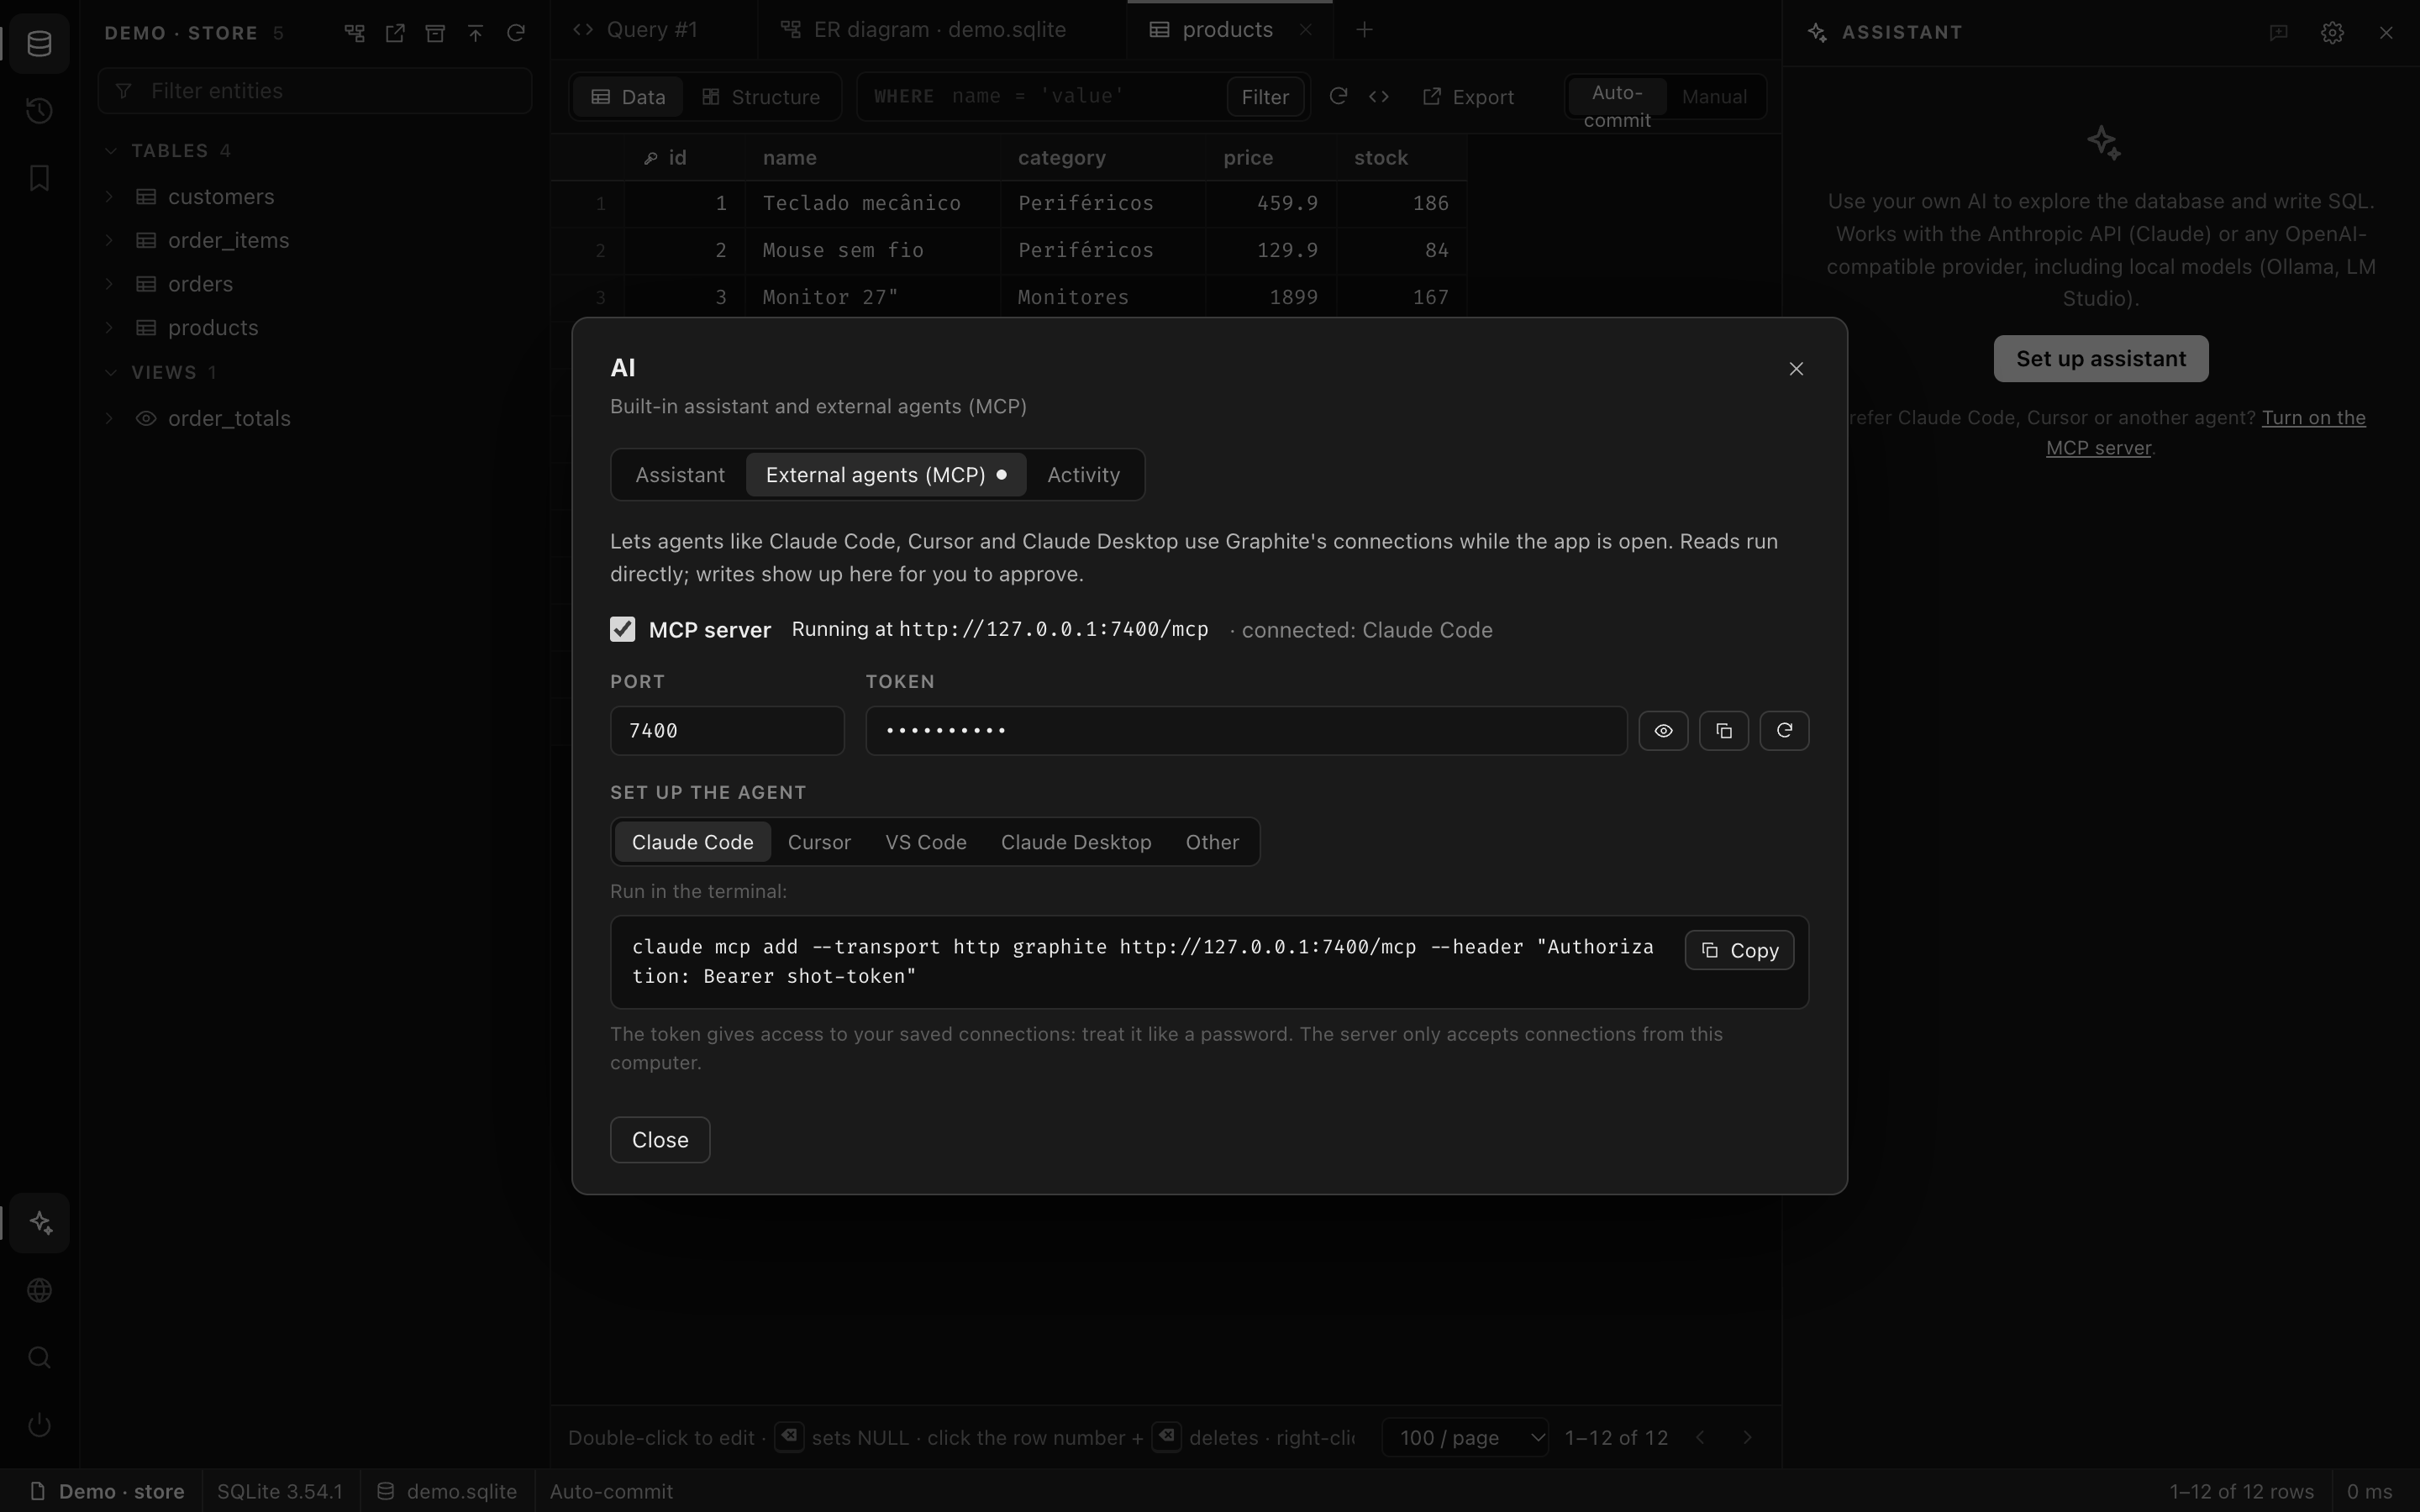 DEMO · STORE 5
Filter entities
TABLES 4
customers
order_items
orders
products
VIEWS 1
order_totals
Query #1
ER diagram · demo.sqlite
products
Data
Structure
WHERE name = 'value'
Filter
Export
Auto-
commit
Manual
id name category price stock
1 1 Teclado mecânico Periféricos 459.9 186
2 2 Mouse sem fio Periféricos 129.9 84
3 3 Monitor 27" Monitores 1899 167
ASSISTANT
Use your own AI to explore the database and write SQL.
Works with the Anthropic API (Claude) or any OpenAI-
compatible provider, including local models (Ollama, LM
Studio).
Set up assistant
refer Claude Code, Cursor or another agent? Turn on the
MCP server.
AI
Built-in assistant and external agents (MCP)
Assistant
External agents (MCP)
Activity
Lets agents like Claude Code, Cursor and Claude Desktop use Graphite's connections while the app is open. Reads run
directly; writes show up here for you to approve.
MCP server Running at http://127.0.0.1:7400/mcp · connected: Claude Code
PORT
TOKEN
7400
••••••••••
SET UP THE AGENT
Claude Code
Cursor
VS Code
Claude Desktop
Other
Run in the terminal:
claude mcp add --transport http graphite http://127.0.0.1:7400/mcp --header "Authoriza
tion: Bearer shot-token"
Copy
The token gives access to your saved connections: treat it like a password. The server only accepts connections from this
computer.
Close
Double-click to edit · sets NULL · click the row number + deletes · right-clic
100 / page
1–12 of 12
Demo · store
SQLite 3.54.1
demo.sqlite
Auto-commit
1–12 of 12 rows
0 ms